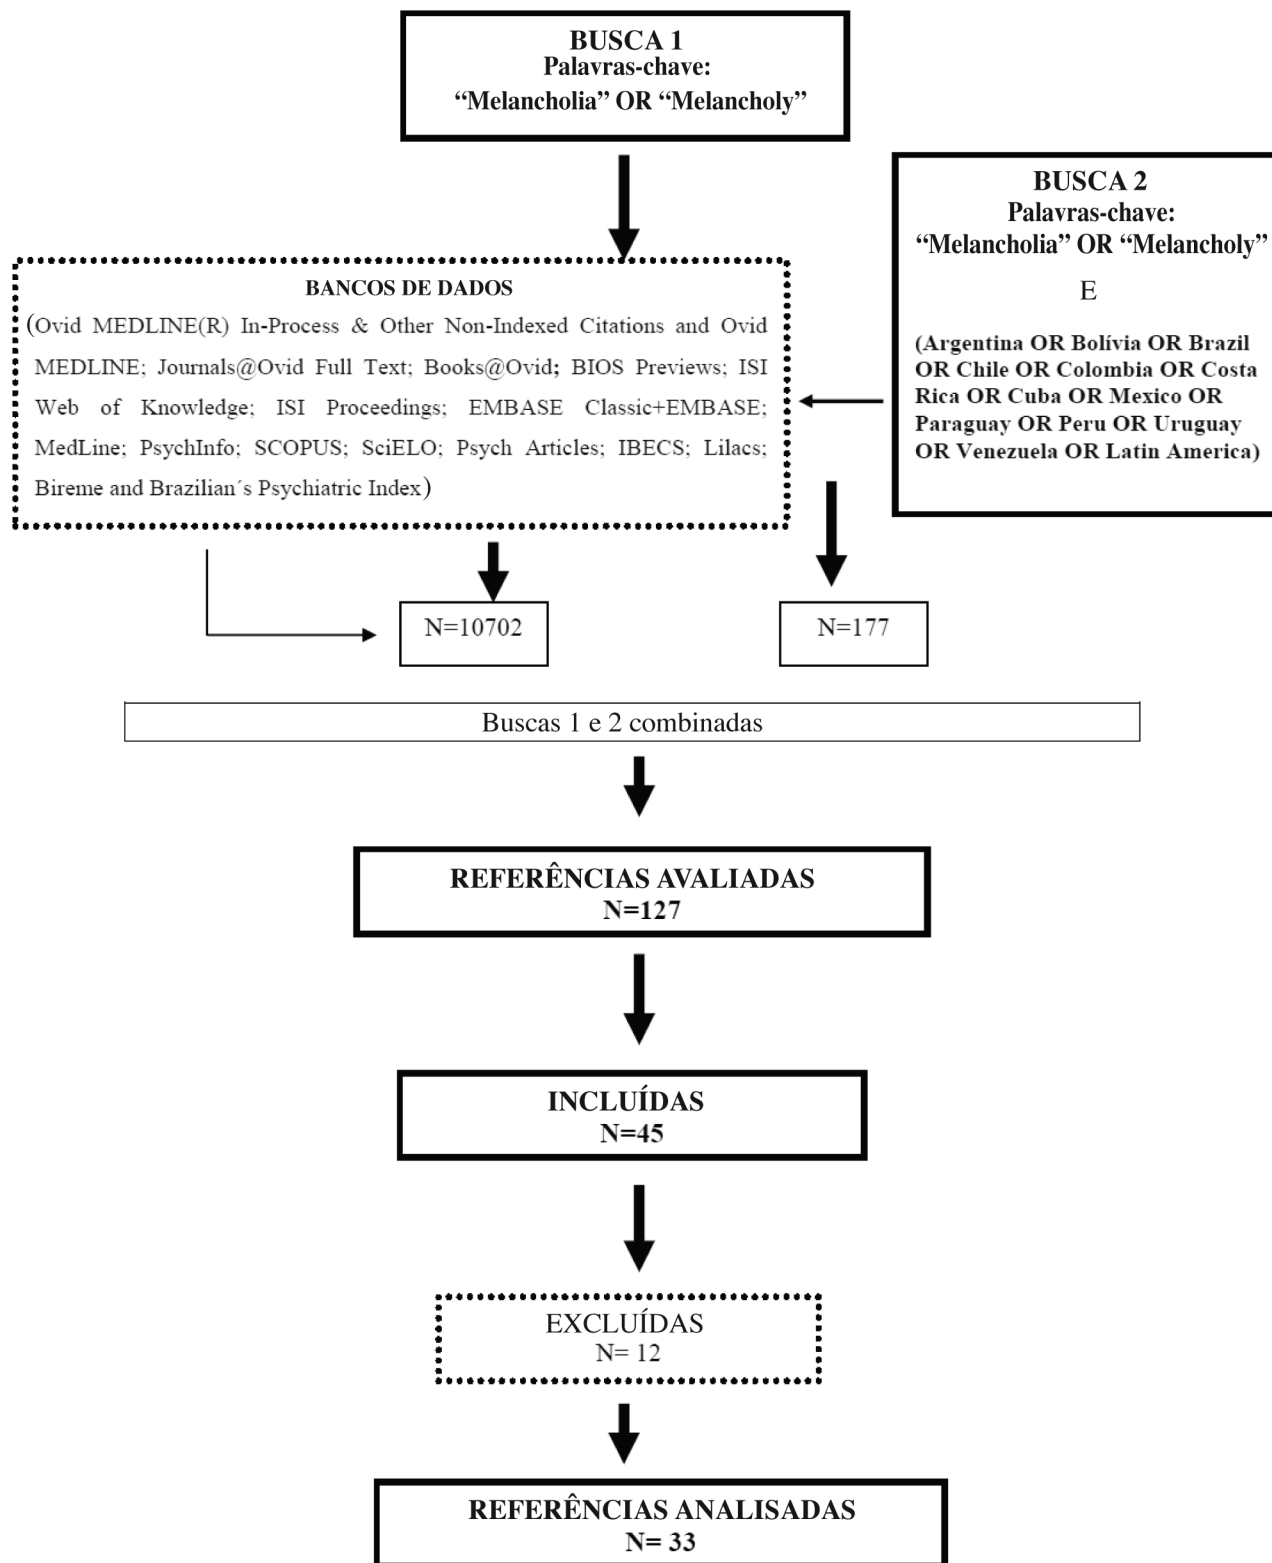 BUSCA 1
Palavras-chave:
“Melancholia” OR “Melancholy”
BUSCA 2
Palavras-chave:
“Melancholia” OR “Melancholy”
E
(Argentina OR Bolívia OR Brazil
OR Chile OR Colombia OR Costa
Rica OR Cuba OR Mexico OR
Paraguay OR Peru OR Uruguay
OR Venezuela OR Latin America)
BANCOS DE DADOS
(Ovid MEDLINE(R) In-Process & Other Non-Indexed Citations and Ovid
MEDLINE; Journals@Ovid Full Text; Books@Ovid; BIOS Previews; ISI
Web of Knowledge; ISI Proceedings; EMBASE Classic+EMBASE;
MedLine; PsychInfo; SCOPUS; SciELO; Psych Articles; IBECS; Lilacs;
Bireme and Brazilian´s Psychiatric Index)
N=10702
N=177
Buscas 1 e 2 combinadas
REFERÊNCIAS AVALIADAS
N=127
INCLUÍDAS
N=45
EXCLUÍDAS
N= 12
REFERÊNCIAS ANALISADAS
N= 33